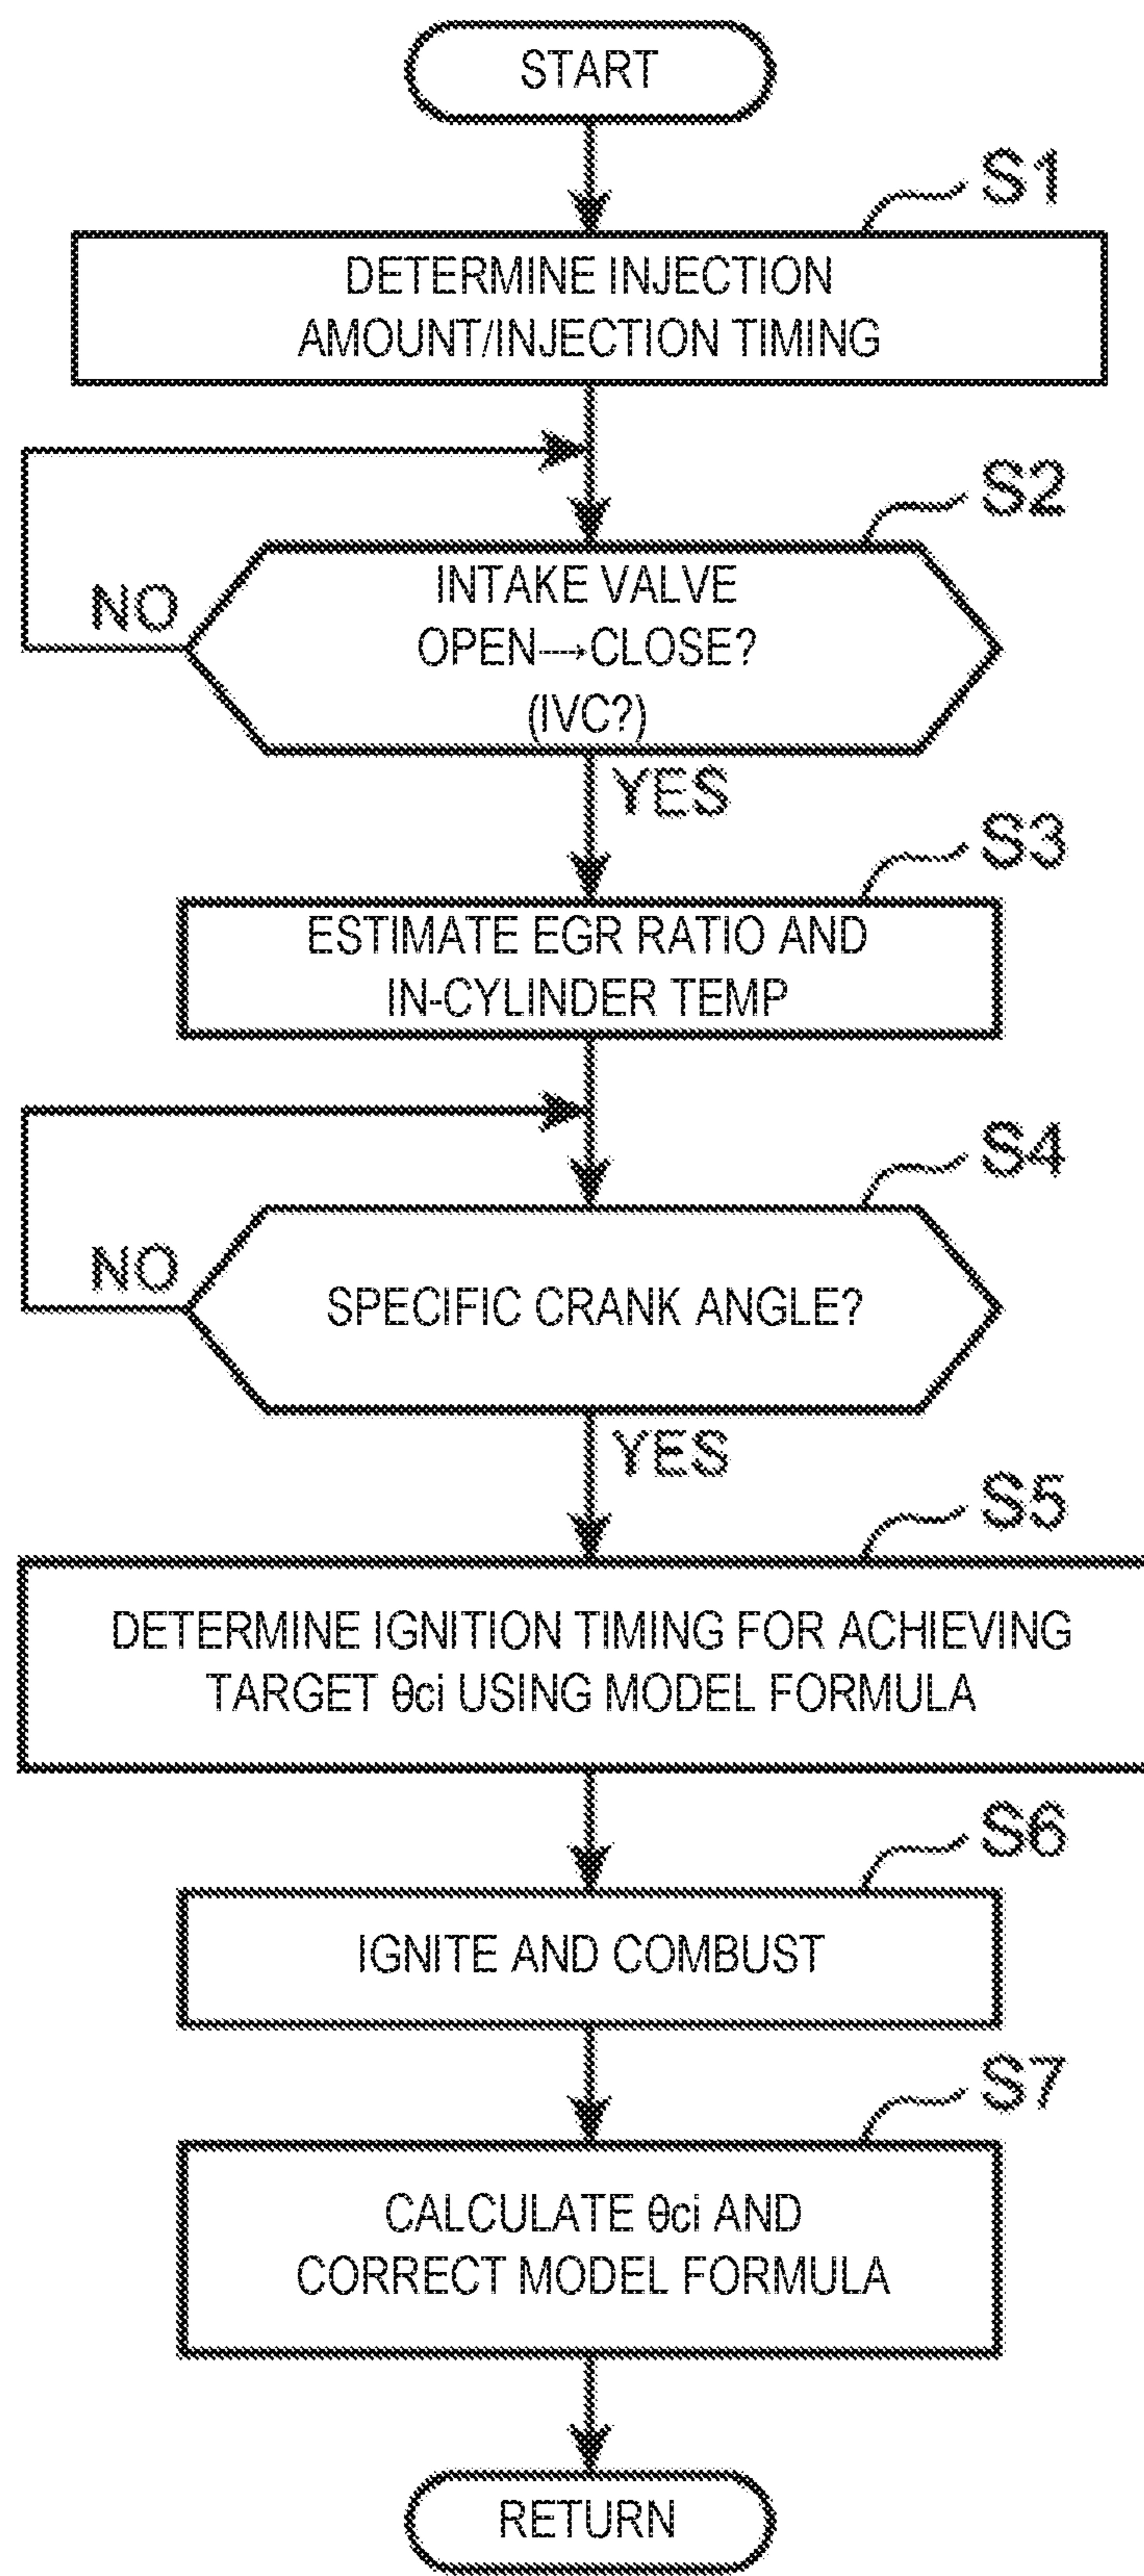 START
S1
DETERMINE INJECTION
AMOUNT/INJECTION TIMING
S2
INTAKE VALVE
OPEN→CLOSE?
(IVC?)
NO
YES
S3
ESTIMATE EGR RATIO AND
IN-CYLINDER TEMP
S4
SPECIFIC CRANK ANGLE?
NO
YES
S5
DETERMINE IGNITION TIMING FOR ACHIEVING
TARGET θci USING MODEL FORMULA
S6
IGNITE AND COMBUST
S7
CALCULATE θci AND
CORRECT MODEL FORMULA
RETURN